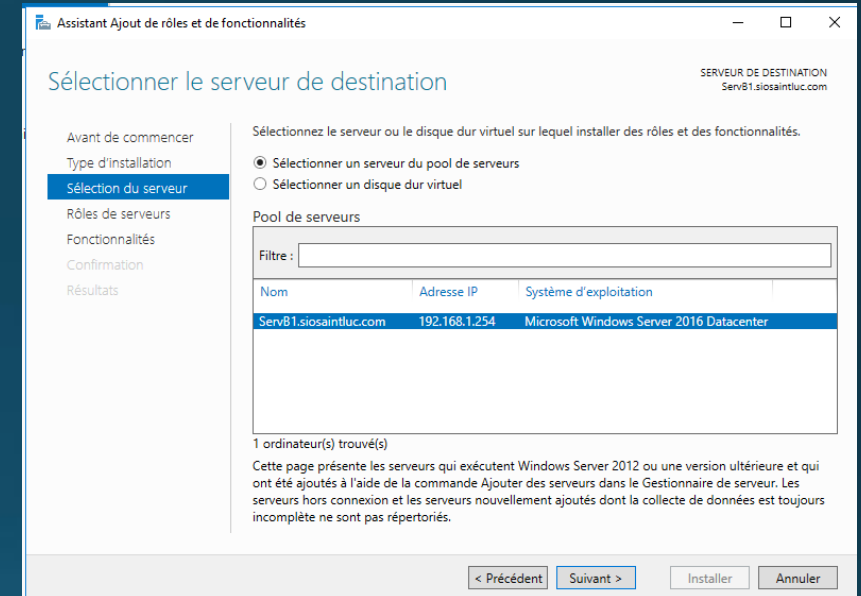 Assistant Ajout de rôles et de fonctionnalités
Sélectionner le serveur de destination
SERVEUR DE DESTINATION
ServB1.siosaintluc.com
Avant de commencer
Type d'installation
Sélection du serveur
Rôles de serveurs
Fonctionnalités
Confirmation
Résultats
Sélectionnez le serveur ou le disque dur virtuel sur lequel installer des rôles et des fonctionnalités.
Sélectionner un serveur du pool de serveurs
Sélectionner un disque dur virtuel
Pool de serveurs
Filtre :
Nom Adresse IP Système d'exploitation
ServB1.siosaintluc.com 192.168.1.254 Microsoft Windows Server 2016 Datacenter
1 ordinateur(s) trouvé(s)
Cette page présente les serveurs qui exécutent Windows Server 2012 ou une version ultérieure et qui
ont été ajoutés à l'aide de la commande Ajouter des serveurs dans le Gestionnaire de serveur. Les
serveurs hors connexion et les serveurs nouvellement ajoutés dont la collecte de données est toujours
incomplète ne sont pas répertoriés.
< Précédent Suivant > Installer Annuler